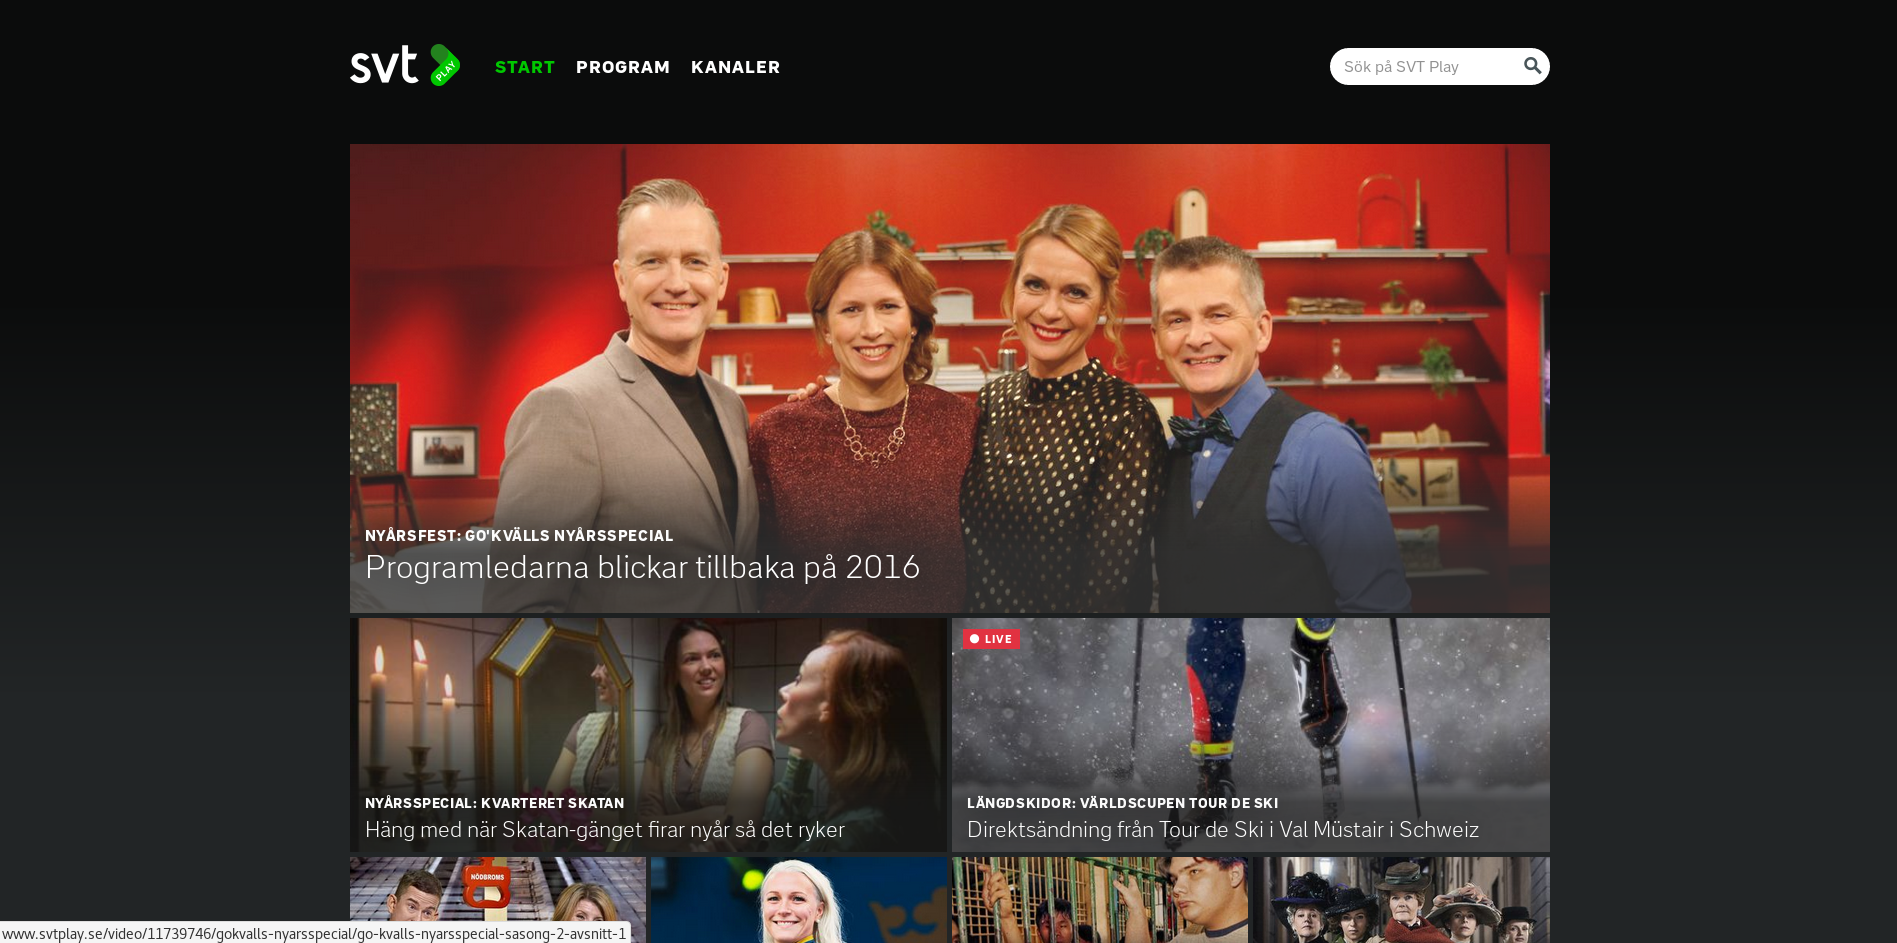 svt PLAY
START PROGRAM KANALER
Sök på SVT Play
NYÅRSFEST: GO'KVÄLLS NYÅRSSPECIAL
Programledarna blickar tillbaka på 2016
NYÅRSSPECIAL: KVARTERET SKATAN
Häng med när Skatan-gänget firar nyår så det ryker
LIVE
LÄNGDSKIDOR: VÄRLDSCUPEN TOUR DE SKI
Direktsändning från Tour de Ski i Val Müstair i Schweiz
NÖDBROMS
www.svtplay.se/video/11739746/gokvalls-nyarsspecial/go-kvalls-nyarsspecial-sasong-2-avsnitt-1